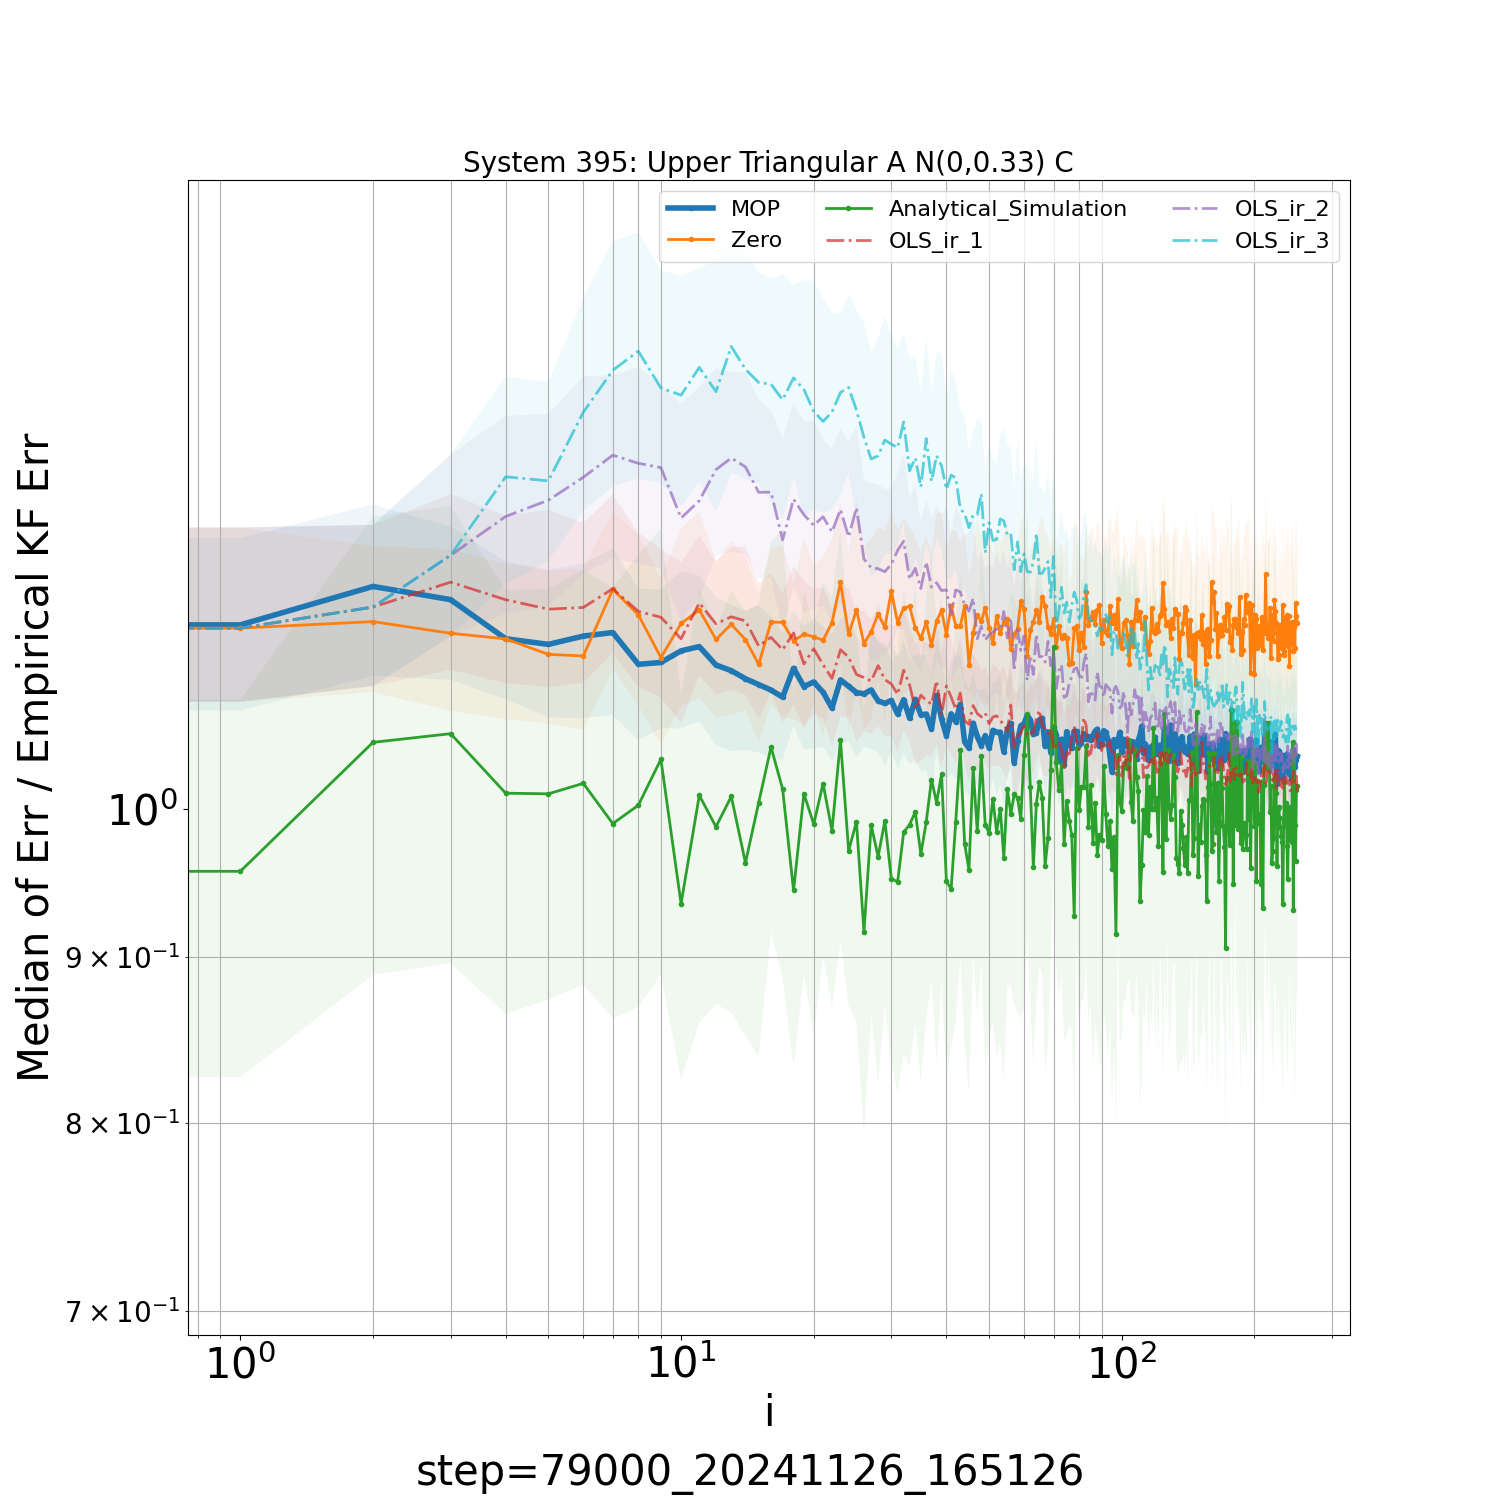 System 395: Upper Triangular A N(0,0.33) C
MOP
Zero
Analytical_Simulation
OLS_ir_1
OLS_ir_2
OLS_ir_3
Median of Err / Empirical KF Err
10⁰
9 × 10⁻¹
8 × 10⁻¹
7 × 10⁻¹
10⁰
10¹
10²
i
step=79000_20241126_165126